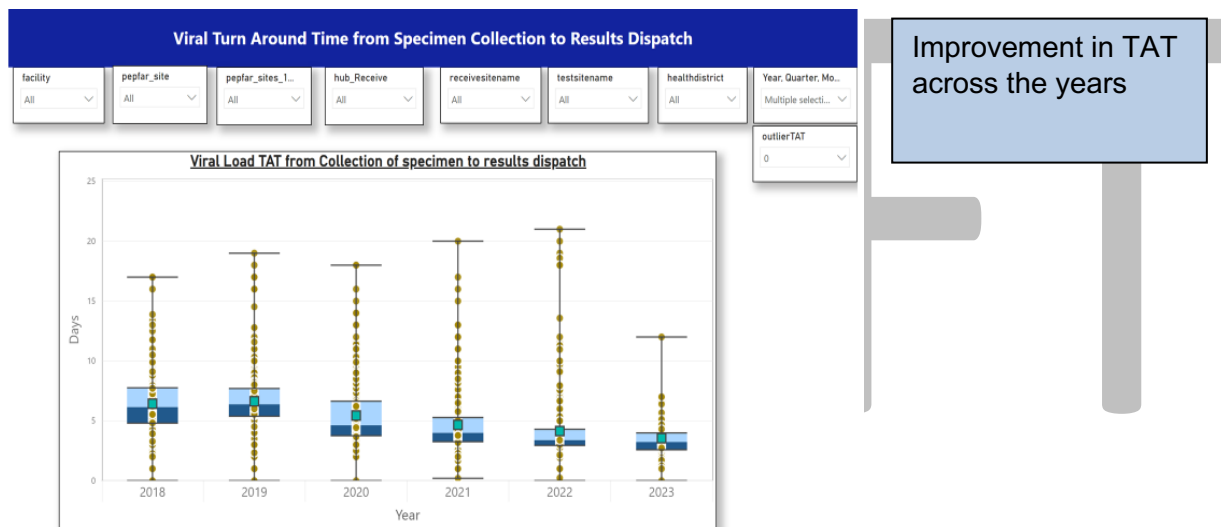 Viral Turn Around Time from Specimen Collection to Results Dispatch
Improvement in TAT
across the years
facility
All
pepfar_site
All
pepfar_sites_1...
All
hub_Receive
All
receivesitename
All
testsitename
All
healthdistrict
All
Year, Quarter, Mo...
Multiple selecti...
outlierTAT
0
Viral Load TAT from Collection of specimen to results dispatch
Days
25
20
15
10
5
0
2018 2019 2020 2021 2022 2023
Year